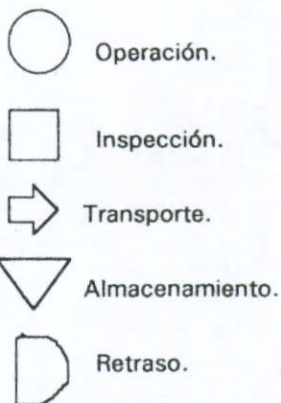 Operación.
Inspección.
Transporte.
Almacenamiento.
Retraso.